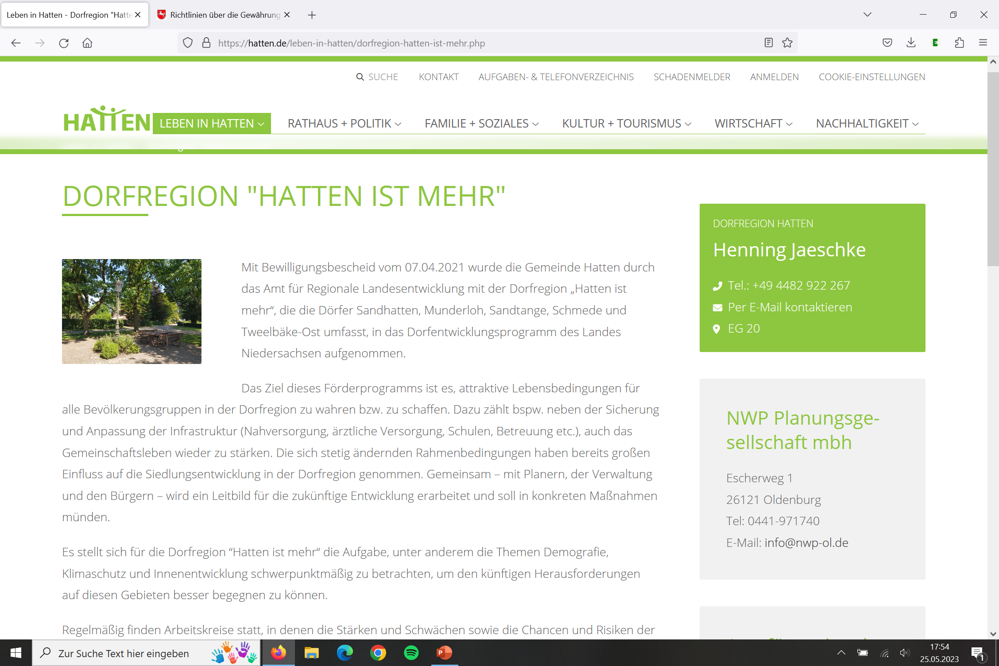 Leben in Hatten - Dorfregion "Hatte
Richtlinien über die Gewährung
https://hatten.de/leben-in-hatten/dorfregion-hatten-ist-mehr.php
SUCHE KONTAKT AUFGABEN- & TELEFONVERZEICHNIS SCHADENMELDER ANMELDEN COOKIE-EINSTELLUNGEN
HATTEN LEBEN IN HATTEN RATHAUS + POLITIK FAMILIE + SOZIALES KULTUR + TOURISMUS WIRTSCHAFT NACHHALTIGKEIT
DORFREGION "HATTEN IST MEHR"
Mit Bewilligungsbescheid vom 07.04.2021 wurde die Gemeinde Hatten durch
das Amt für Regionale Landesentwicklung mit der Dorfregion „Hatten ist
mehr“, die die Dörfer Sandhatten, Munderloh, Sandtange, Schmede und
Tweelbäke-Ost umfasst, in das Dorfentwicklungsprogramm des Landes
Niedersachsen aufgenommen.
Das Ziel dieses Förderprogramms ist es, attraktive Lebensbedingungen für
alle Bevölkerungsgruppen in der Dorfregion zu wahren bzw. zu schaffen. Dazu zählt bspw. neben der Sicherung
und Anpassung der Infrastruktur (Nahversorgung, ärztliche Versorgung, Schulen, Betreuung etc.), auch das
Gemeinschaftsleben wieder zu stärken. Die sich stetig ändernden Rahmenbedingungen haben bereits großen
Einfluss auf die Siedlungsentwicklung in der Dorfregion genommen. Gemeinsam – mit Planern, der Verwaltung
und den Bürgern – wird ein Leitbild für die zukünftige Entwicklung erarbeitet und soll in konkreten Maßnahmen
münden.
Es stellt sich für die Dorfregion “Hatten ist mehr“ die Aufgabe, unter anderem die Themen Demografie,
Klimaschutz und Innenentwicklung schwerpunktmäßig zu betrachten, um den künftigen Herausforderungen
auf diesen Gebieten besser begegnen zu können.
Regelmäßig finden Arbeitskreise statt, in denen die Stärken und Schwächen sowie die Chancen und Risiken der
DORFREGION HATTEN
Henning Jaeschke
Tel.: +49 4482 922 267
Per E-Mail kontaktieren
EG 20
NWP Planungsge-
sellschaft mbh
Escherweg 1
26121 Oldenburg
Tel: 0441-971740
E-Mail: info@nwp-ol.de
Zur Suche Text hier eingeben
17:54
25.05.2023
1